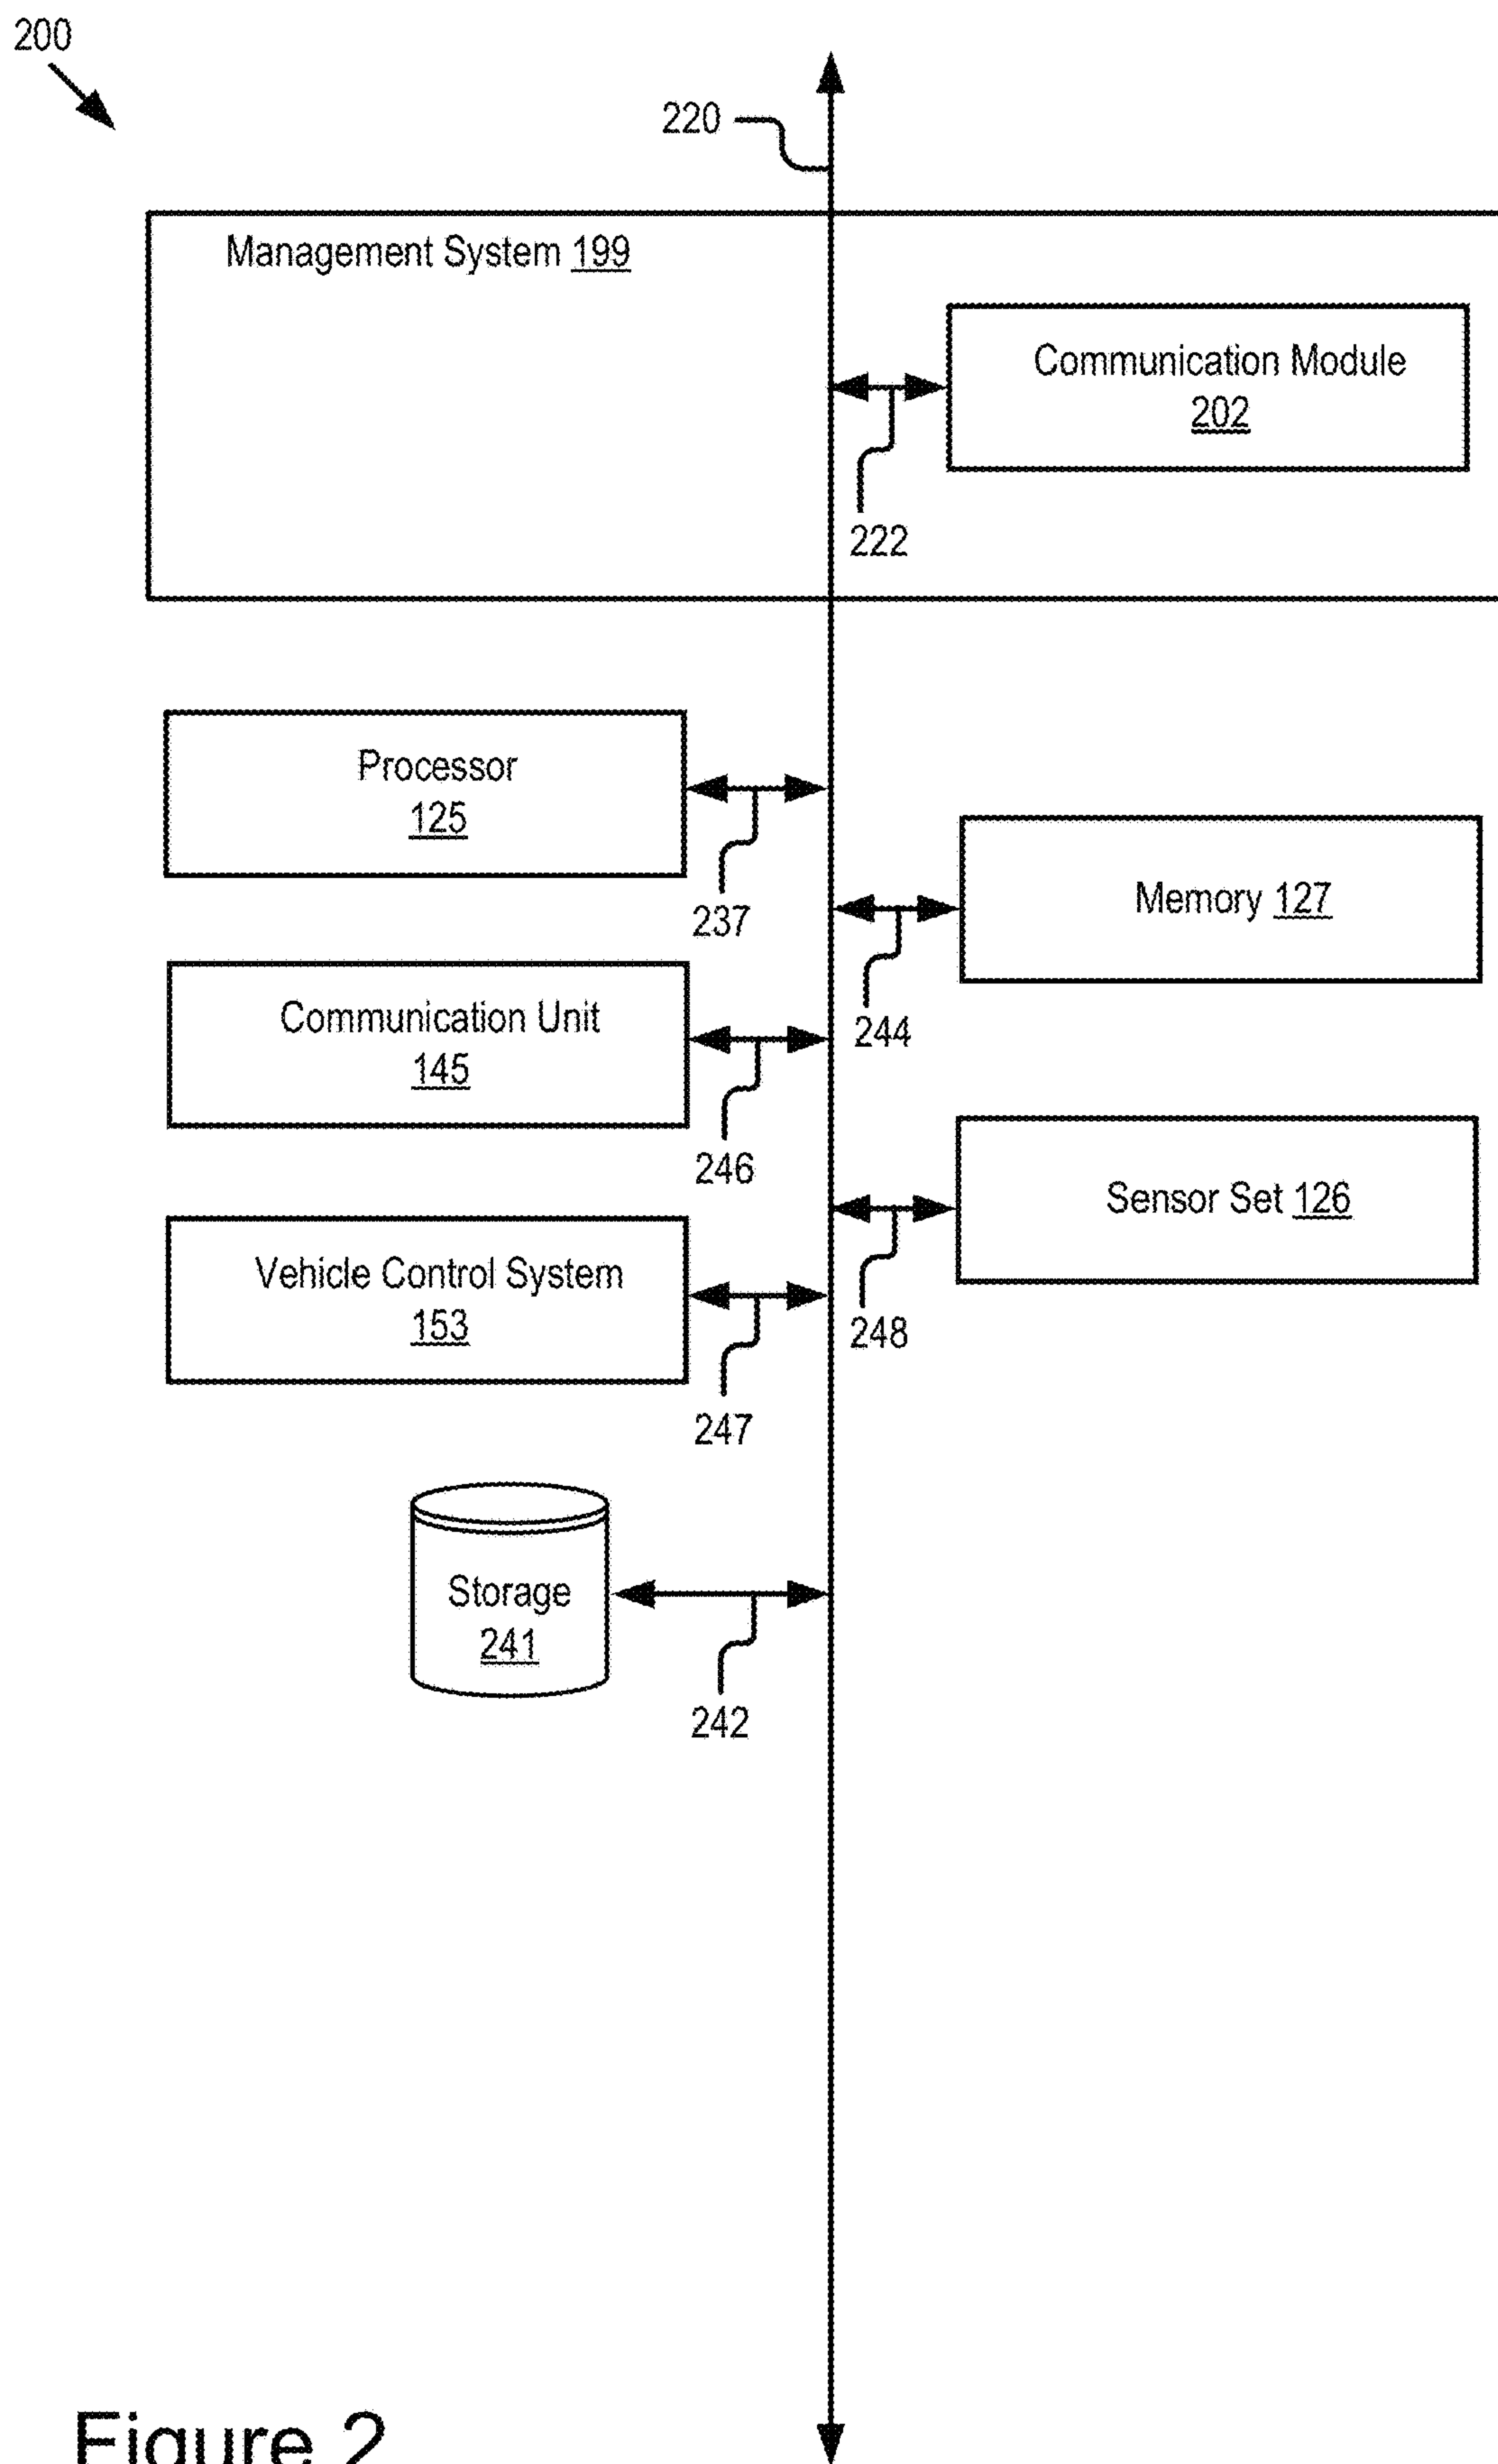 200
220
Management System 199
Communication Module
202
222
Processor
125
237
Memory 127
244
Communication Unit
145
246
Sensor Set 126
248
Vehicle Control System
153
247
Storage
241
242
Figure 2